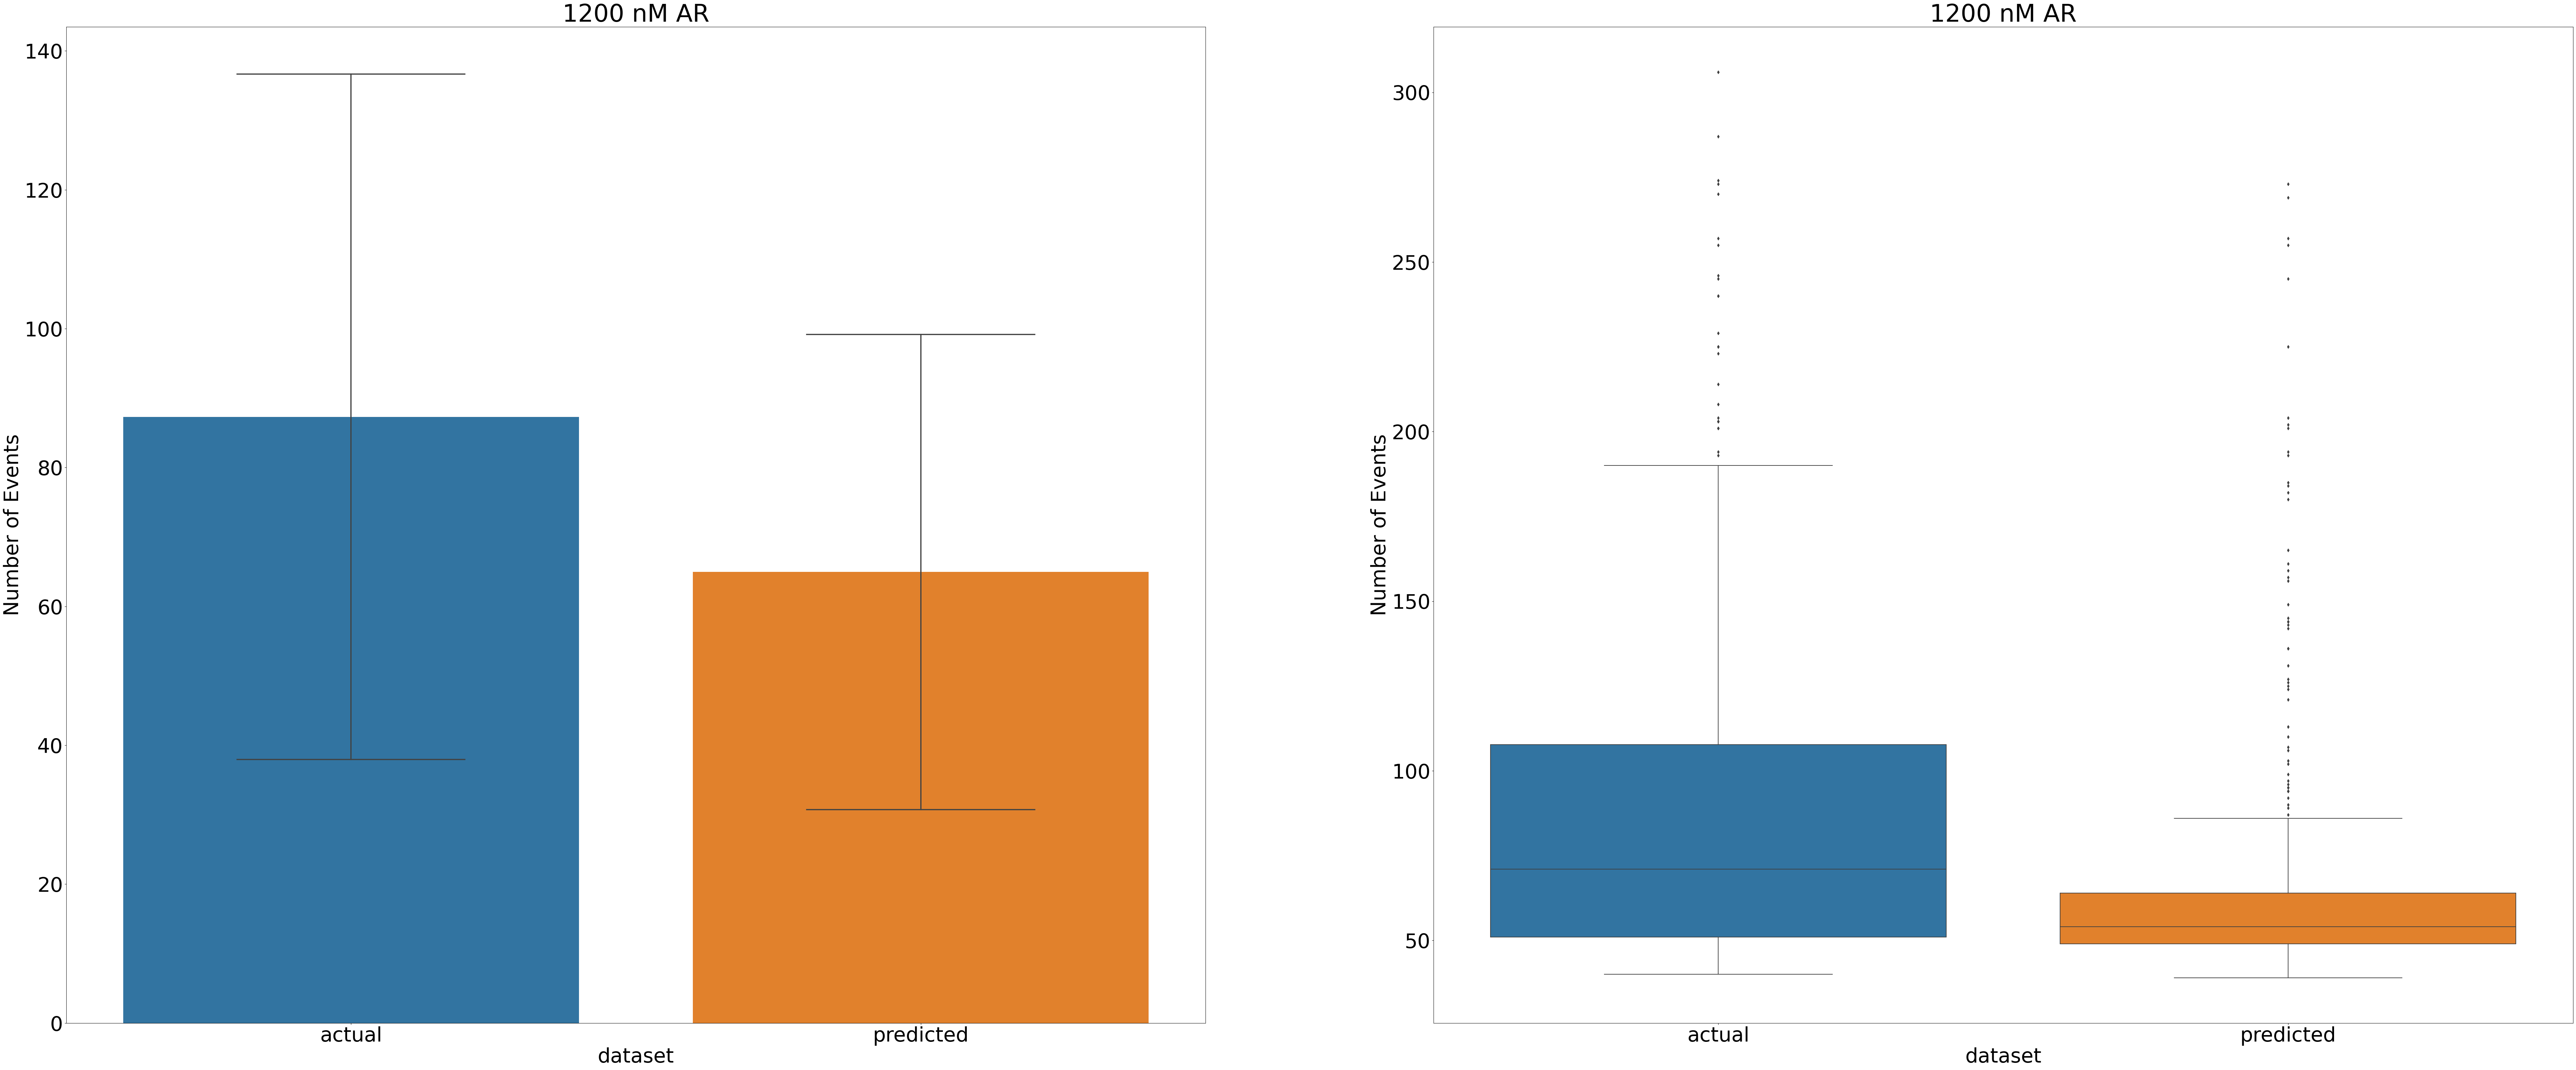 1200 nM AR
140
120
100
80
60
40
20
0
Number of Events
actual
predicted
dataset
1200 nM AR
300
250
200
150
100
50
Number of Events
actual
predicted
dataset